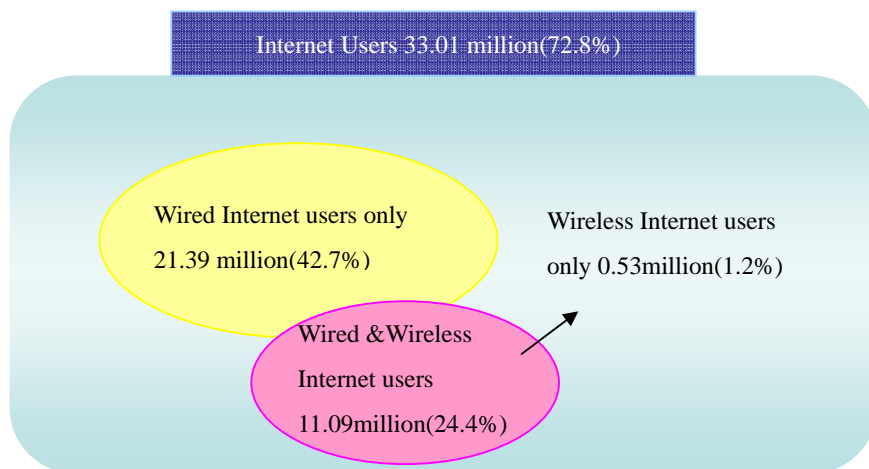 Internet Users 33.01 million(72.8%)
Wired Internet users only
21.39 million(42.7%)
Wireless Internet users
only 0.53million(1.2%)
Wired &Wireless
Internet users
11.09million(24.4%)